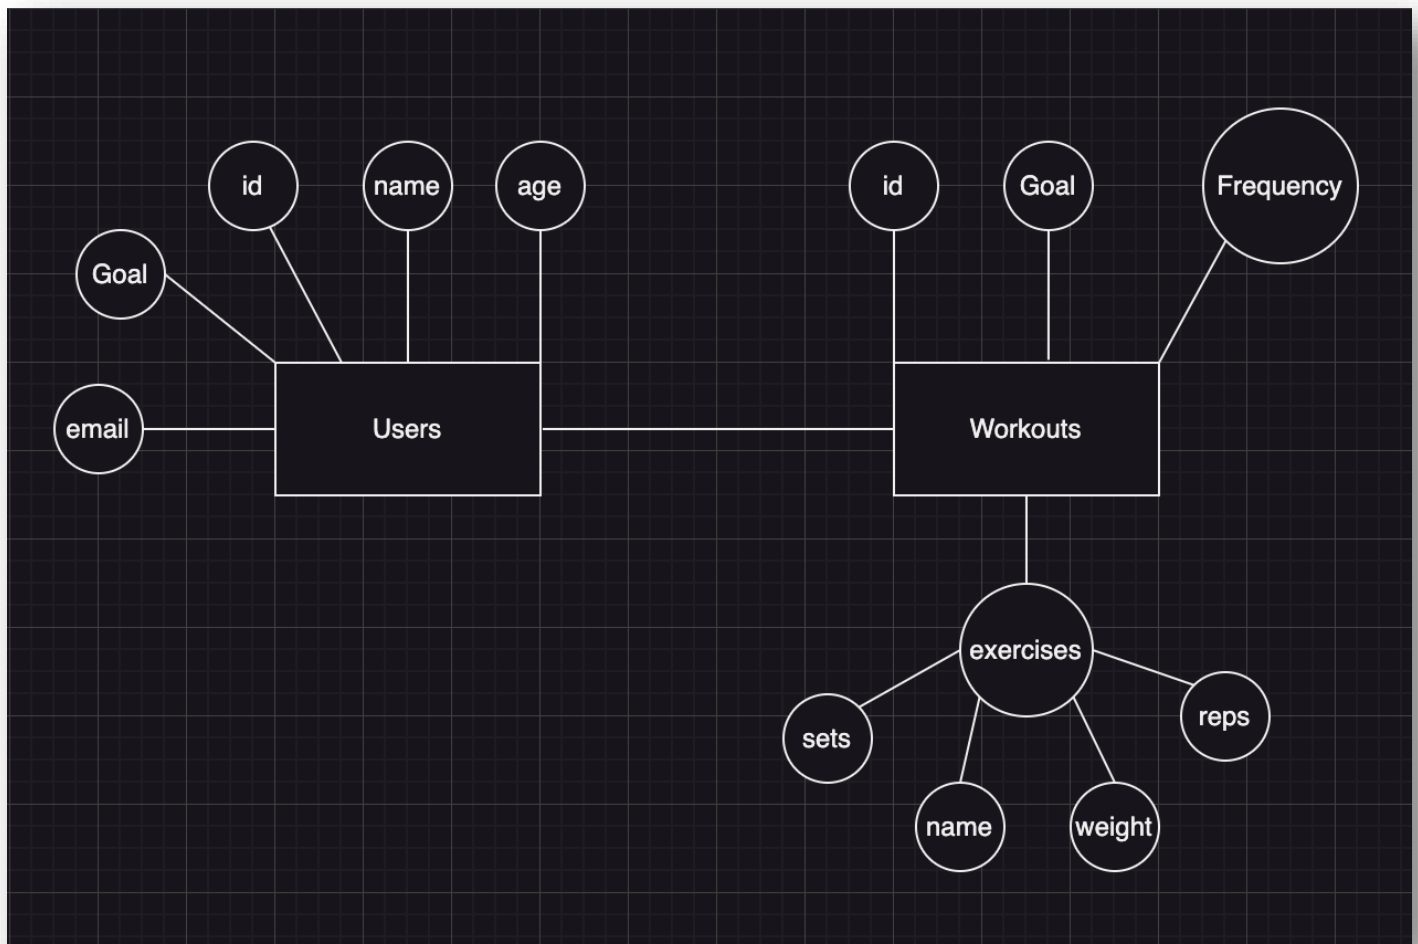 id
name
age
id
Goal
Frequency
Goal
email
Users
Workouts
exercises
sets
reps
name
weight